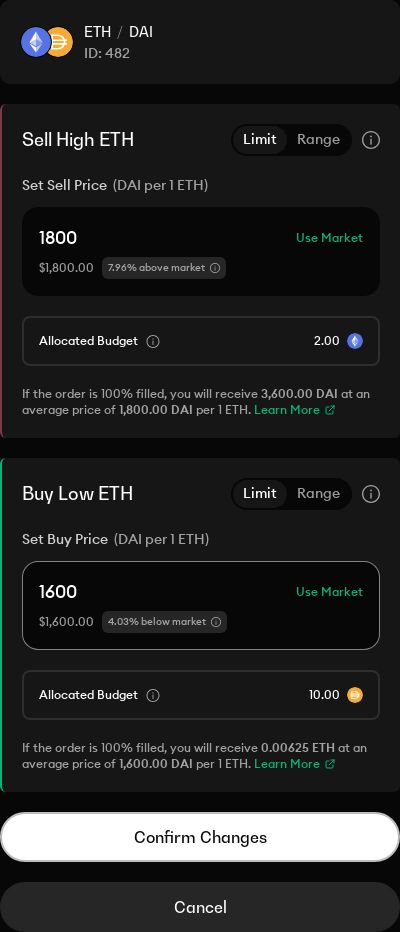 ETH / DAI
ID: 482
Sell High ETH
Limit Range
Set Sell Price (DAI per 1 ETH)
1800
Use Market
$1,800.00 7.96% above market
Allocated Budget 2.00
If the order is 100% filled, you will receive 3,600.00 DAI at an
average price of 1,800.00 DAI per 1 ETH. Learn More
Buy Low ETH
Limit Range
Set Buy Price (DAI per 1 ETH)
1600
Use Market
$1,600.00 4.03% below market
Allocated Budget 10.00
If the order is 100% filled, you will receive 0.00625 ETH at an
average price of 1,600.00 DAI per 1 ETH. Learn More
Confirm Changes
Cancel